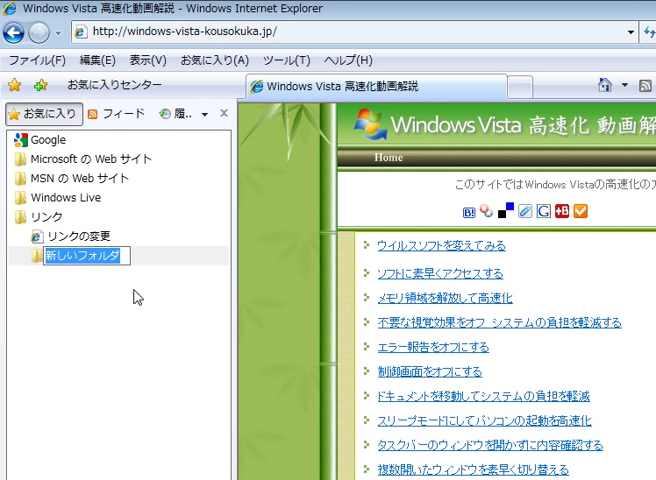 Windows Vista 高速化動画解説 - Windows Internet Explorer
http://windows-vista-kousokuka.jp/
ファイル(F) 編集(E) 表示(V) お気に入り(A) ツール(T) ヘルプ(H)
お気に入りセンター
Windows Vista 高速化動画解説
お気に入り フィード 履..
Google
Microsoft の Web サイト
MSN の Web サイト
Windows Live
リンク
リンクの変更
新しいフォルダ
Windows Vista 高速化 動画解
Home
このサイトではWindows Vistaの高速化の
B!
ウイルスソフトを変えてみる
ソフトに素早くアクセスする
メモリ領域を解放して高速化
不要な視覚効果をオフ システムの負担を軽減する
エラー報告をオフにする
制御画面をオフにする
ドキュメントを移動してシステムの負担を軽減
スリープモードにしてパソコンの起動を高速化
タスクバーのウィンドウを開かずに内容確認する
複数開いたウィンドウを素早く切り替える